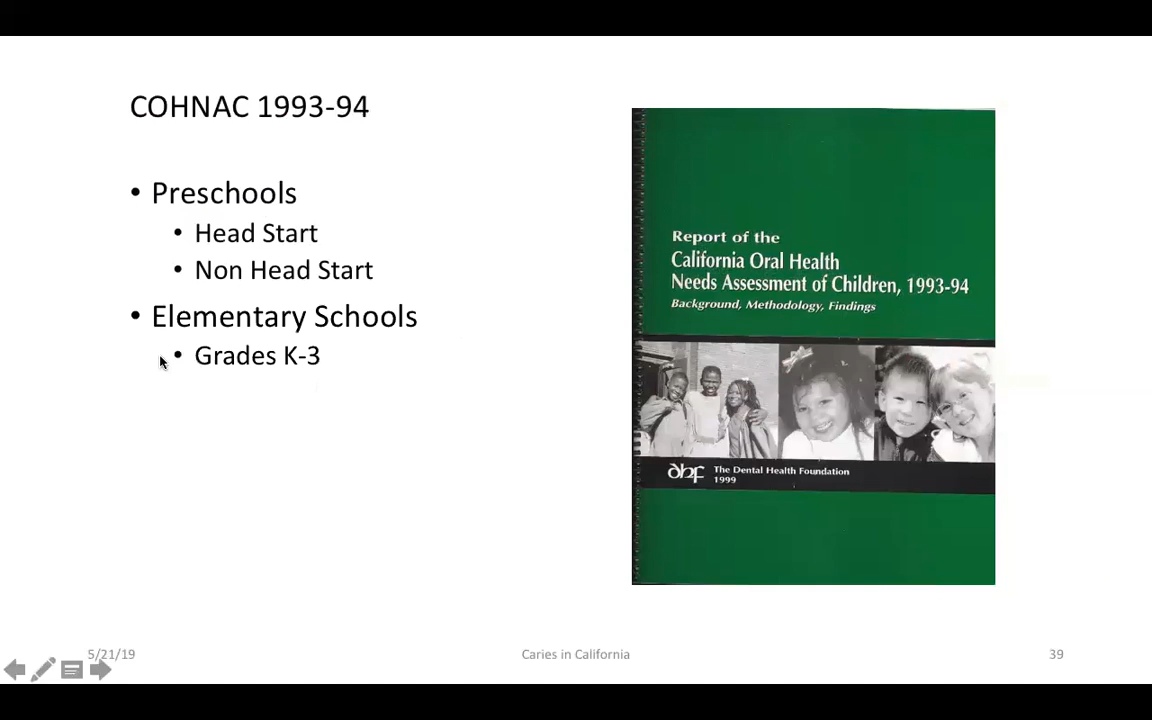 COHNAC 1993-94
• Preschools
• Head Start
• Non Head Start
• Elementary Schools
• Grades K-3
Report of the
California Oral Health
Needs Assessment of Children, 1993-94
Background, Methodology, Findings
dhf
The Dental Health Foundation
1999
5/21/19
Caries in California
39